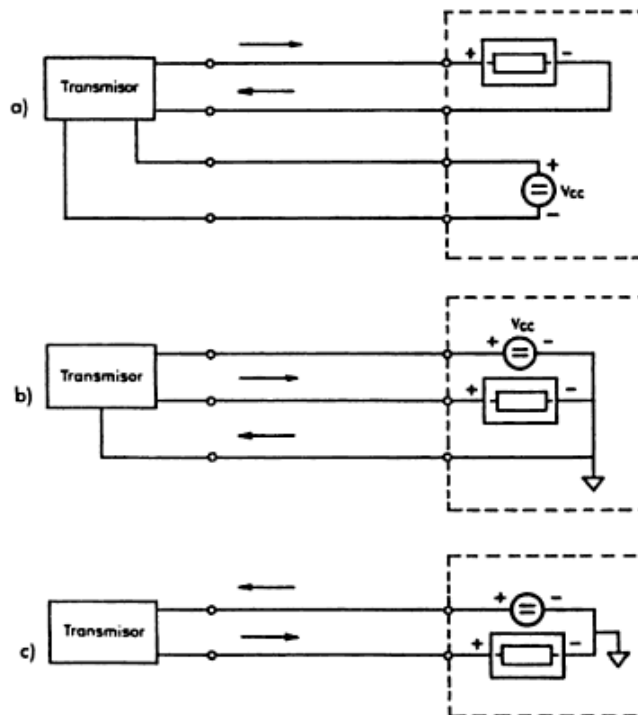 a)
Transmisor
+ -
+
Vcc
-
b)
Transmisor
Vcc
+ -
+ -
c)
Transmisor
+ -
+ -